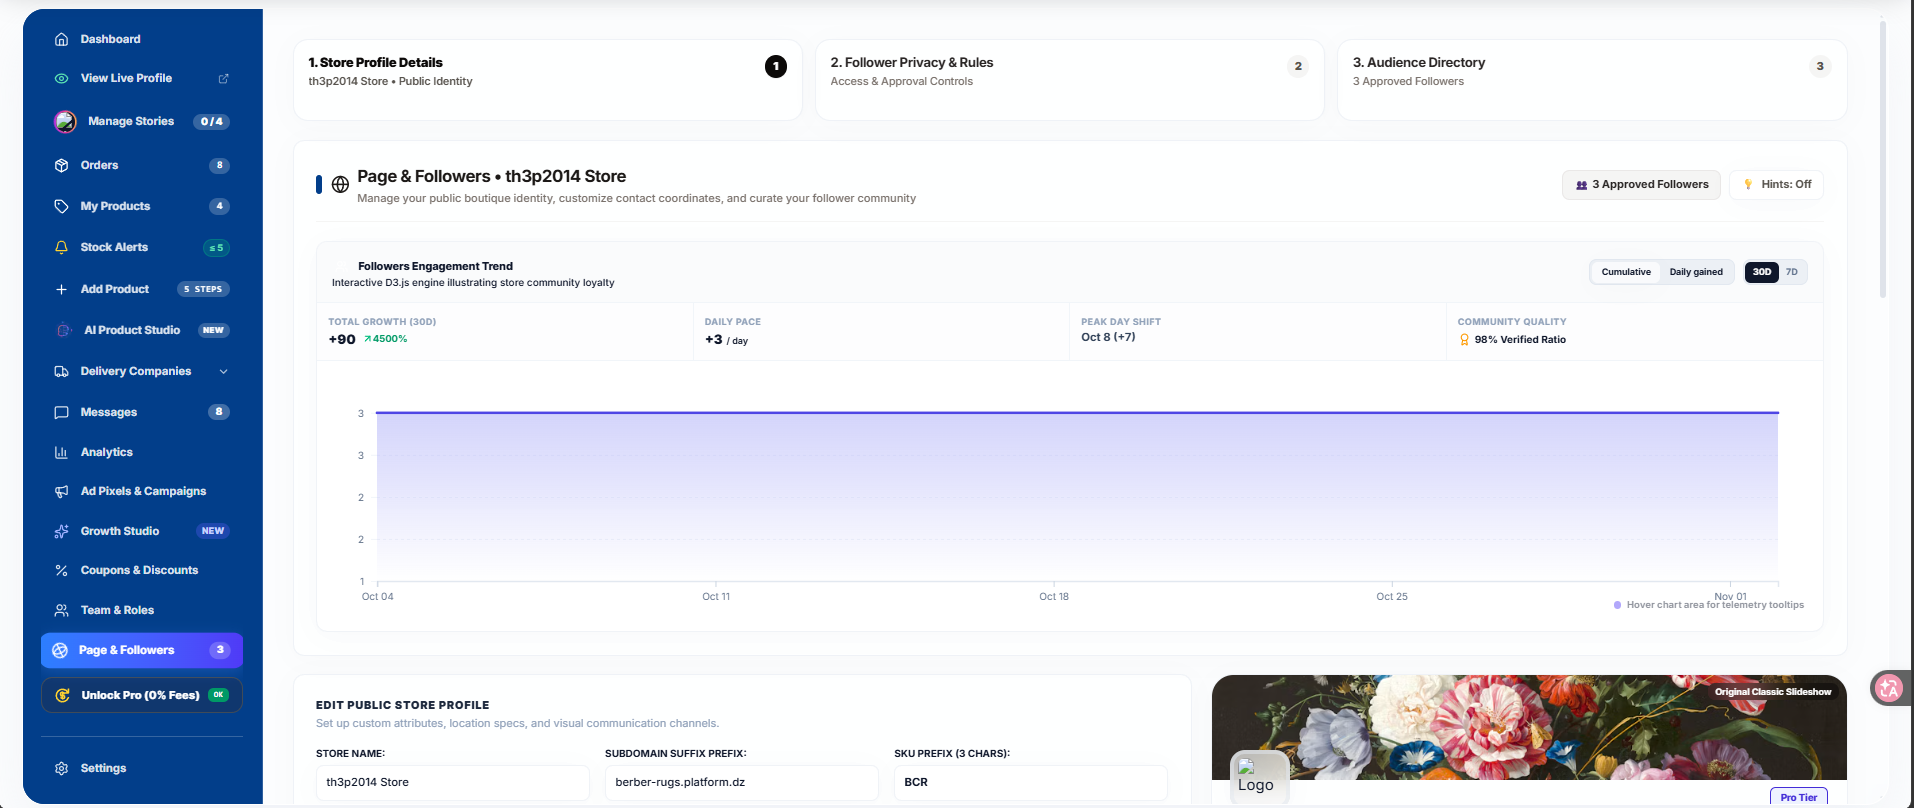 Dashboard
View Live Profile
Manage Stories 0 / 4
Orders 8
My Products 4
Stock Alerts ≤ 5
Add Product 5 STEPS
AI Product Studio NEW
Delivery Companies
Messages 8
Analytics
Ad Pixels & Campaigns
Growth Studio NEW
Coupons & Discounts
Team & Roles
Page & Followers 3
Unlock Pro (0% Fees) OK
Settings
1. Store Profile Details 1
th3p2014 Store • Public Identity
2. Follower Privacy & Rules 2
Access & Approval Controls
3. Audience Directory 3
3 Approved Followers
Page & Followers • th3p2014 Store
Manage your public boutique identity, customize contact coordinates, and curate your follower community
3 Approved Followers
Hints: Off
Followers Engagement Trend
Interactive D3.js engine illustrating store community loyalty
Cumulative Daily gained 30D 7D
TOTAL GROWTH (30D)
+90 4500%
DAILY PACE
+3 / day
PEAK DAY SHIFT
Oct 8 (+7)
COMMUNITY QUALITY
98% Verified Ratio
3
3
2
2
1
Oct 04 Oct 11 Oct 18 Oct 25 Nov 01
Hover chart area for telemetry tooltips
EDIT PUBLIC STORE PROFILE
Set up custom attributes, location specs, and visual communication channels.
STORE NAME:
th3p2014 Store
SUBDOMAIN SUFFIX PREFIX:
berber-rugs.platform.dz
SKU PREFIX (3 CHARS):
BCR
Original Classic Slideshow
Logo
Pro Tier